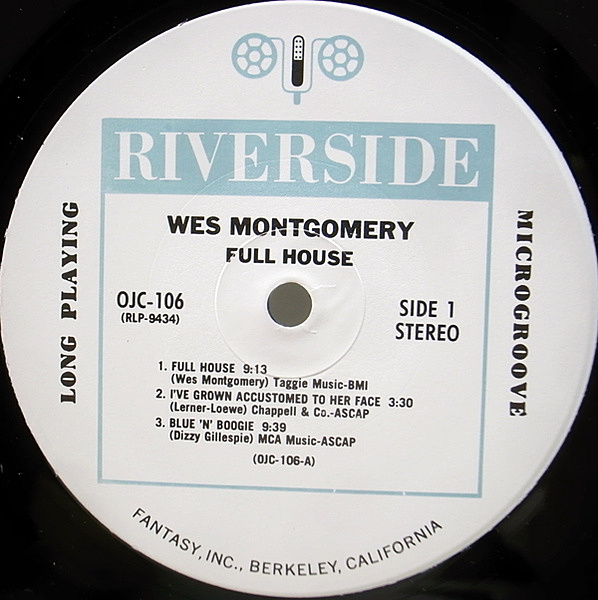 RIVERSIDE
WES MONTGOMERY
FULL HOUSE
LONG PLAYING
MICROGROOVE
OJC-106
(RLP-9434)
SIDE 1
STEREO
1. FULL HOUSE 9:13
(Wes Montgomery) Taggie Music-BMI
2. I'VE GROWN ACCUSTOMED TO HER FACE 3:30
(Lerner-Loewe) Chappell & Co.-ASCAP
3. BLUE 'N' BOOGIE 9:39
(Dizzy Gillespie) MCA Music-ASCAP
(OJC-106-A)
FANTASY, INC., BERKELEY, CALIFORNIA